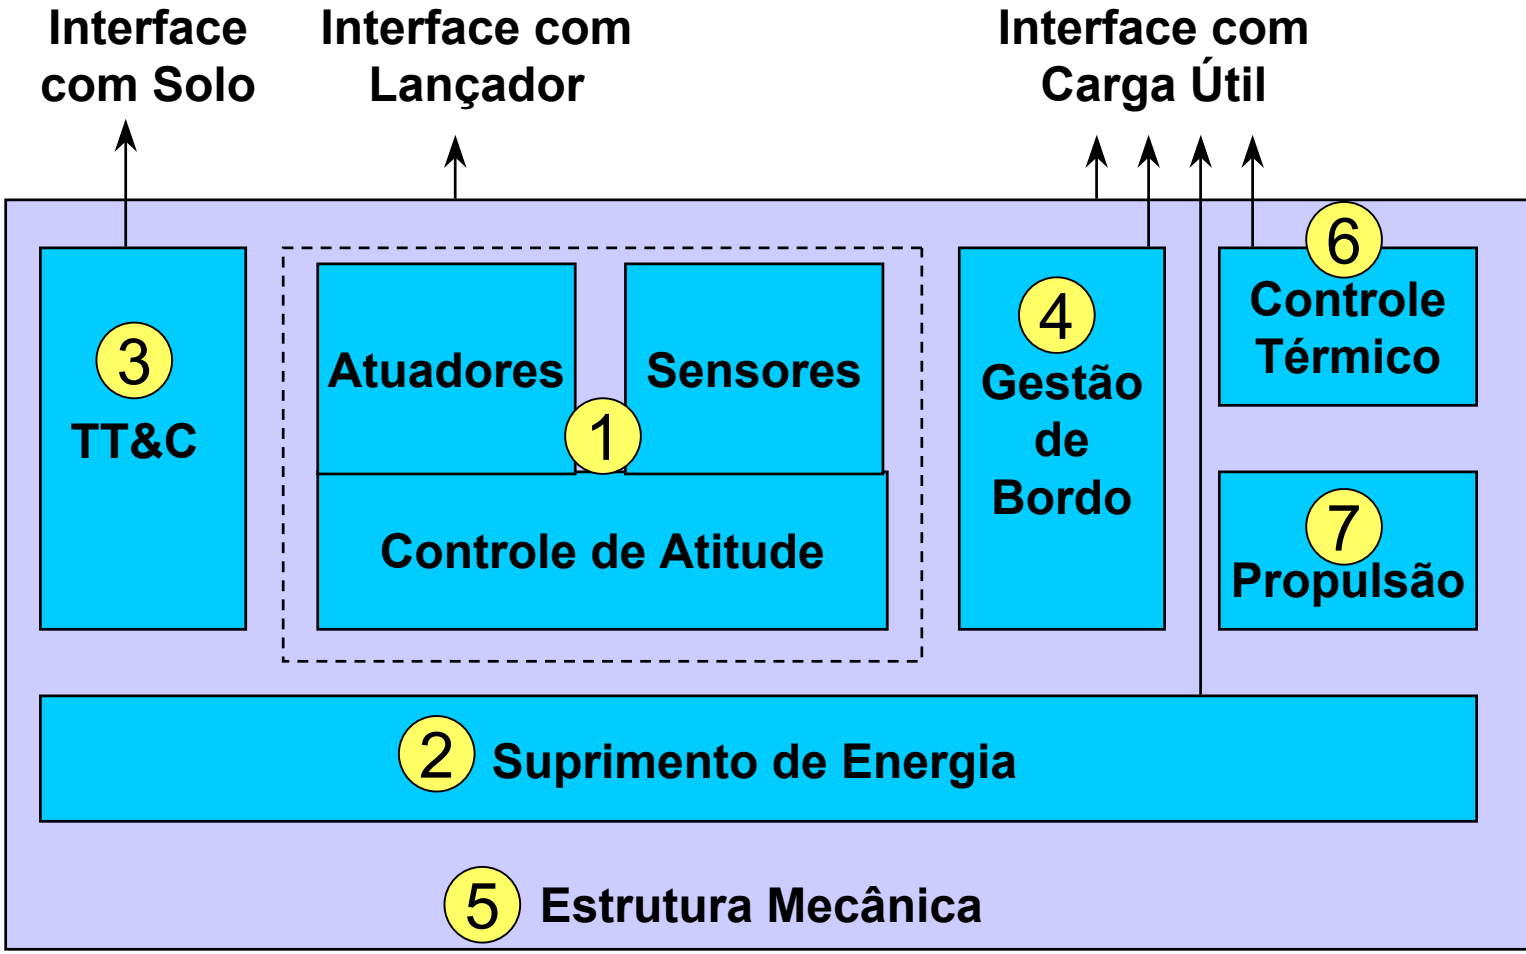 Interface
com Solo
Interface com
Lançador
Interface com
Carga Útil
3
TT&C
Atuadores
Sensores
1
Controle de Atitude
4
Gestão
de
Bordo
6
Controle
Térmico
7
Propulsão
2 Suprimento de Energia
5 Estrutura Mecânica